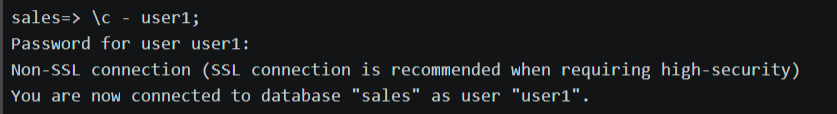 sales=> \c - user1;
Password for user user1:
Non-SSL connection (SSL connection is recommended when requiring high-security)
You are now connected to database "sales" as user "user1".